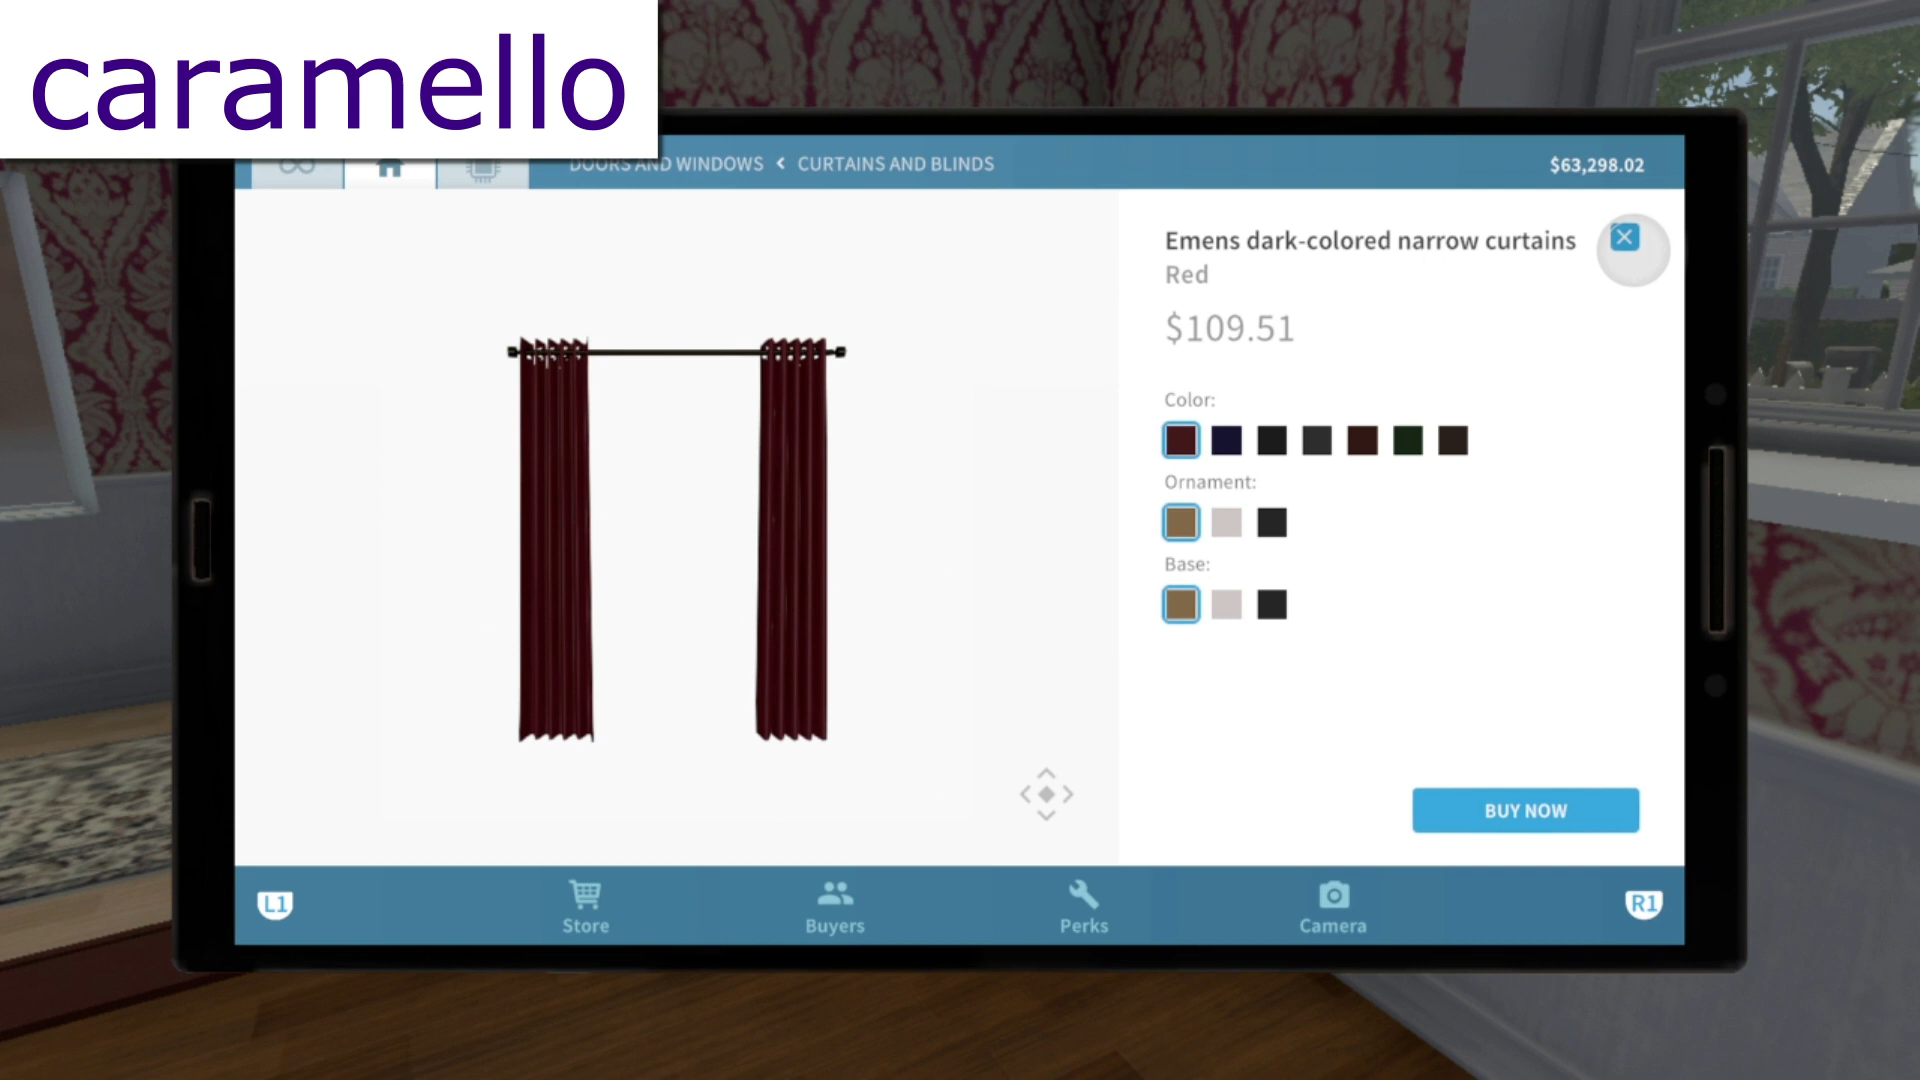 caramello
DOORS AND WINDOWS < CURTAINS AND BLINDS
$63,298.02
Emens dark-colored narrow curtains
Red
$109.51
Color:
Ornament:
Base:
BUY NOW
L1
Store
Buyers
Perks
Camera
R1